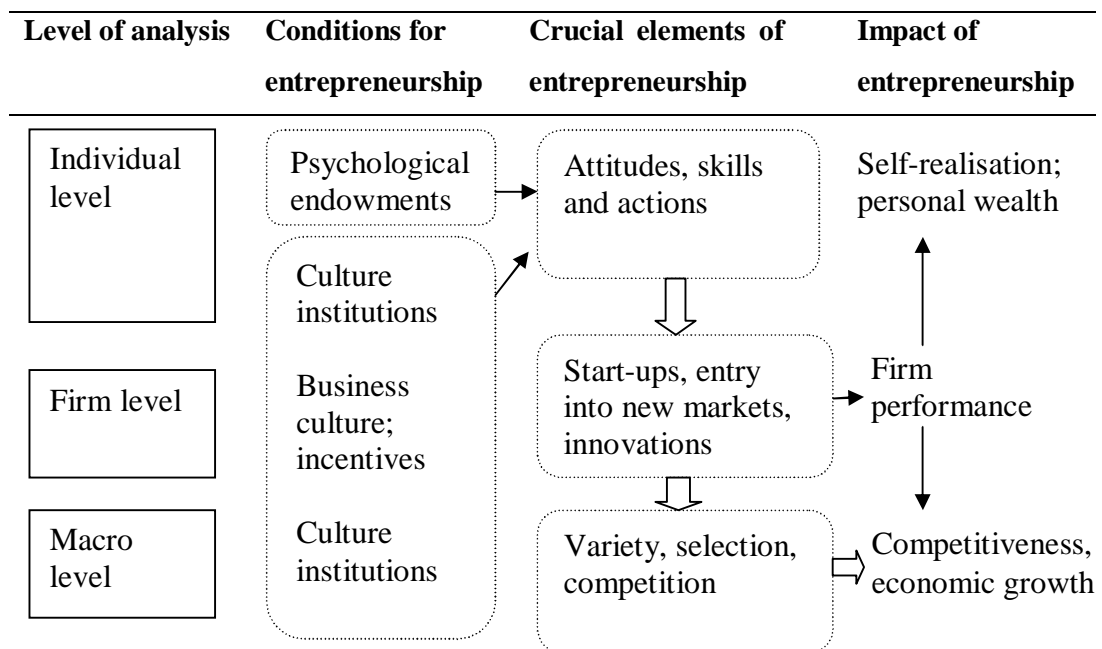 Level of analysis
Conditions for
entrepreneurship
Crucial elements of
entrepreneurship
Impact of
entrepreneurship
Individual
level
Psychological
endowments
Attitudes, skills
and actions
Self-realisation;
personal wealth
Culture
institutions
Firm level
Business
culture;
incentives
Start-ups, entry
into new markets,
innovations
Firm
performance
Macro
level
Culture
institutions
Variety, selection,
competition
Competitiveness,
economic growth